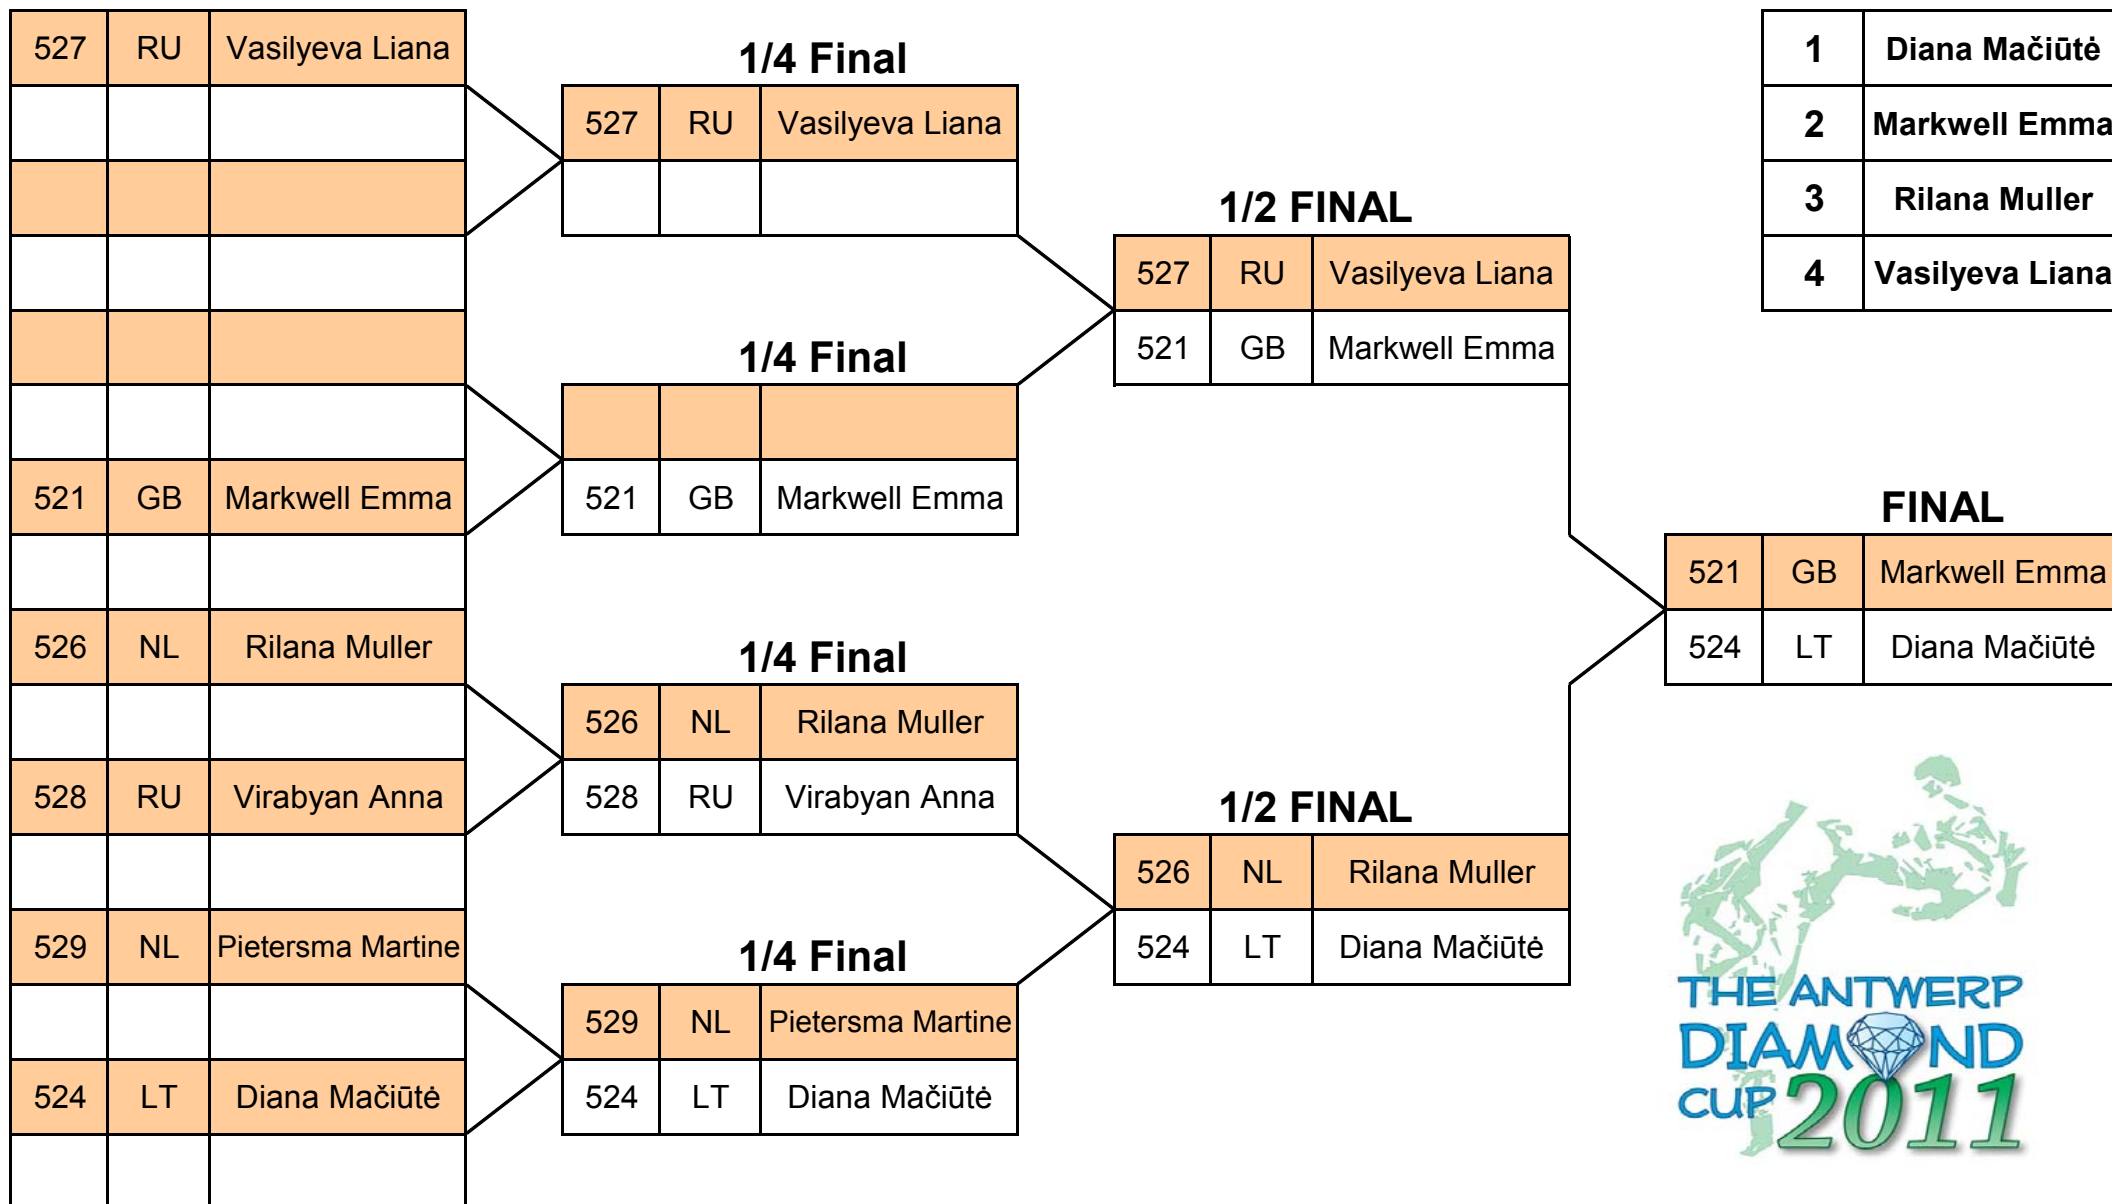 527 RU Vasilyeva Liana
521 GB Markwell Emma
526 NL Rilana Muller
528 RU Virabyan Anna
529 NL Pietersma Martine
524 LT Diana Mačiūtė
1/4 Final
527 RU Vasilyeva Liana
1/4 Final
521 GB Markwell Emma
1/4 Final
526 NL Rilana Muller
528 RU Virabyan Anna
1/4 Final
529 NL Pietersma Martine
524 LT Diana Mačiūtė
1/2 FINAL
527 RU Vasilyeva Liana
521 GB Markwell Emma
1/2 FINAL
526 NL Rilana Muller
524 LT Diana Mačiūtė
1 Diana Mačiūtė
2 Markwell Emma
3 Rilana Muller
4 Vasilyeva Liana
FINAL
521 GB Markwell Emma
524 LT Diana Mačiūtė
THE ANTWERP
DIAMOND
CUP 2011